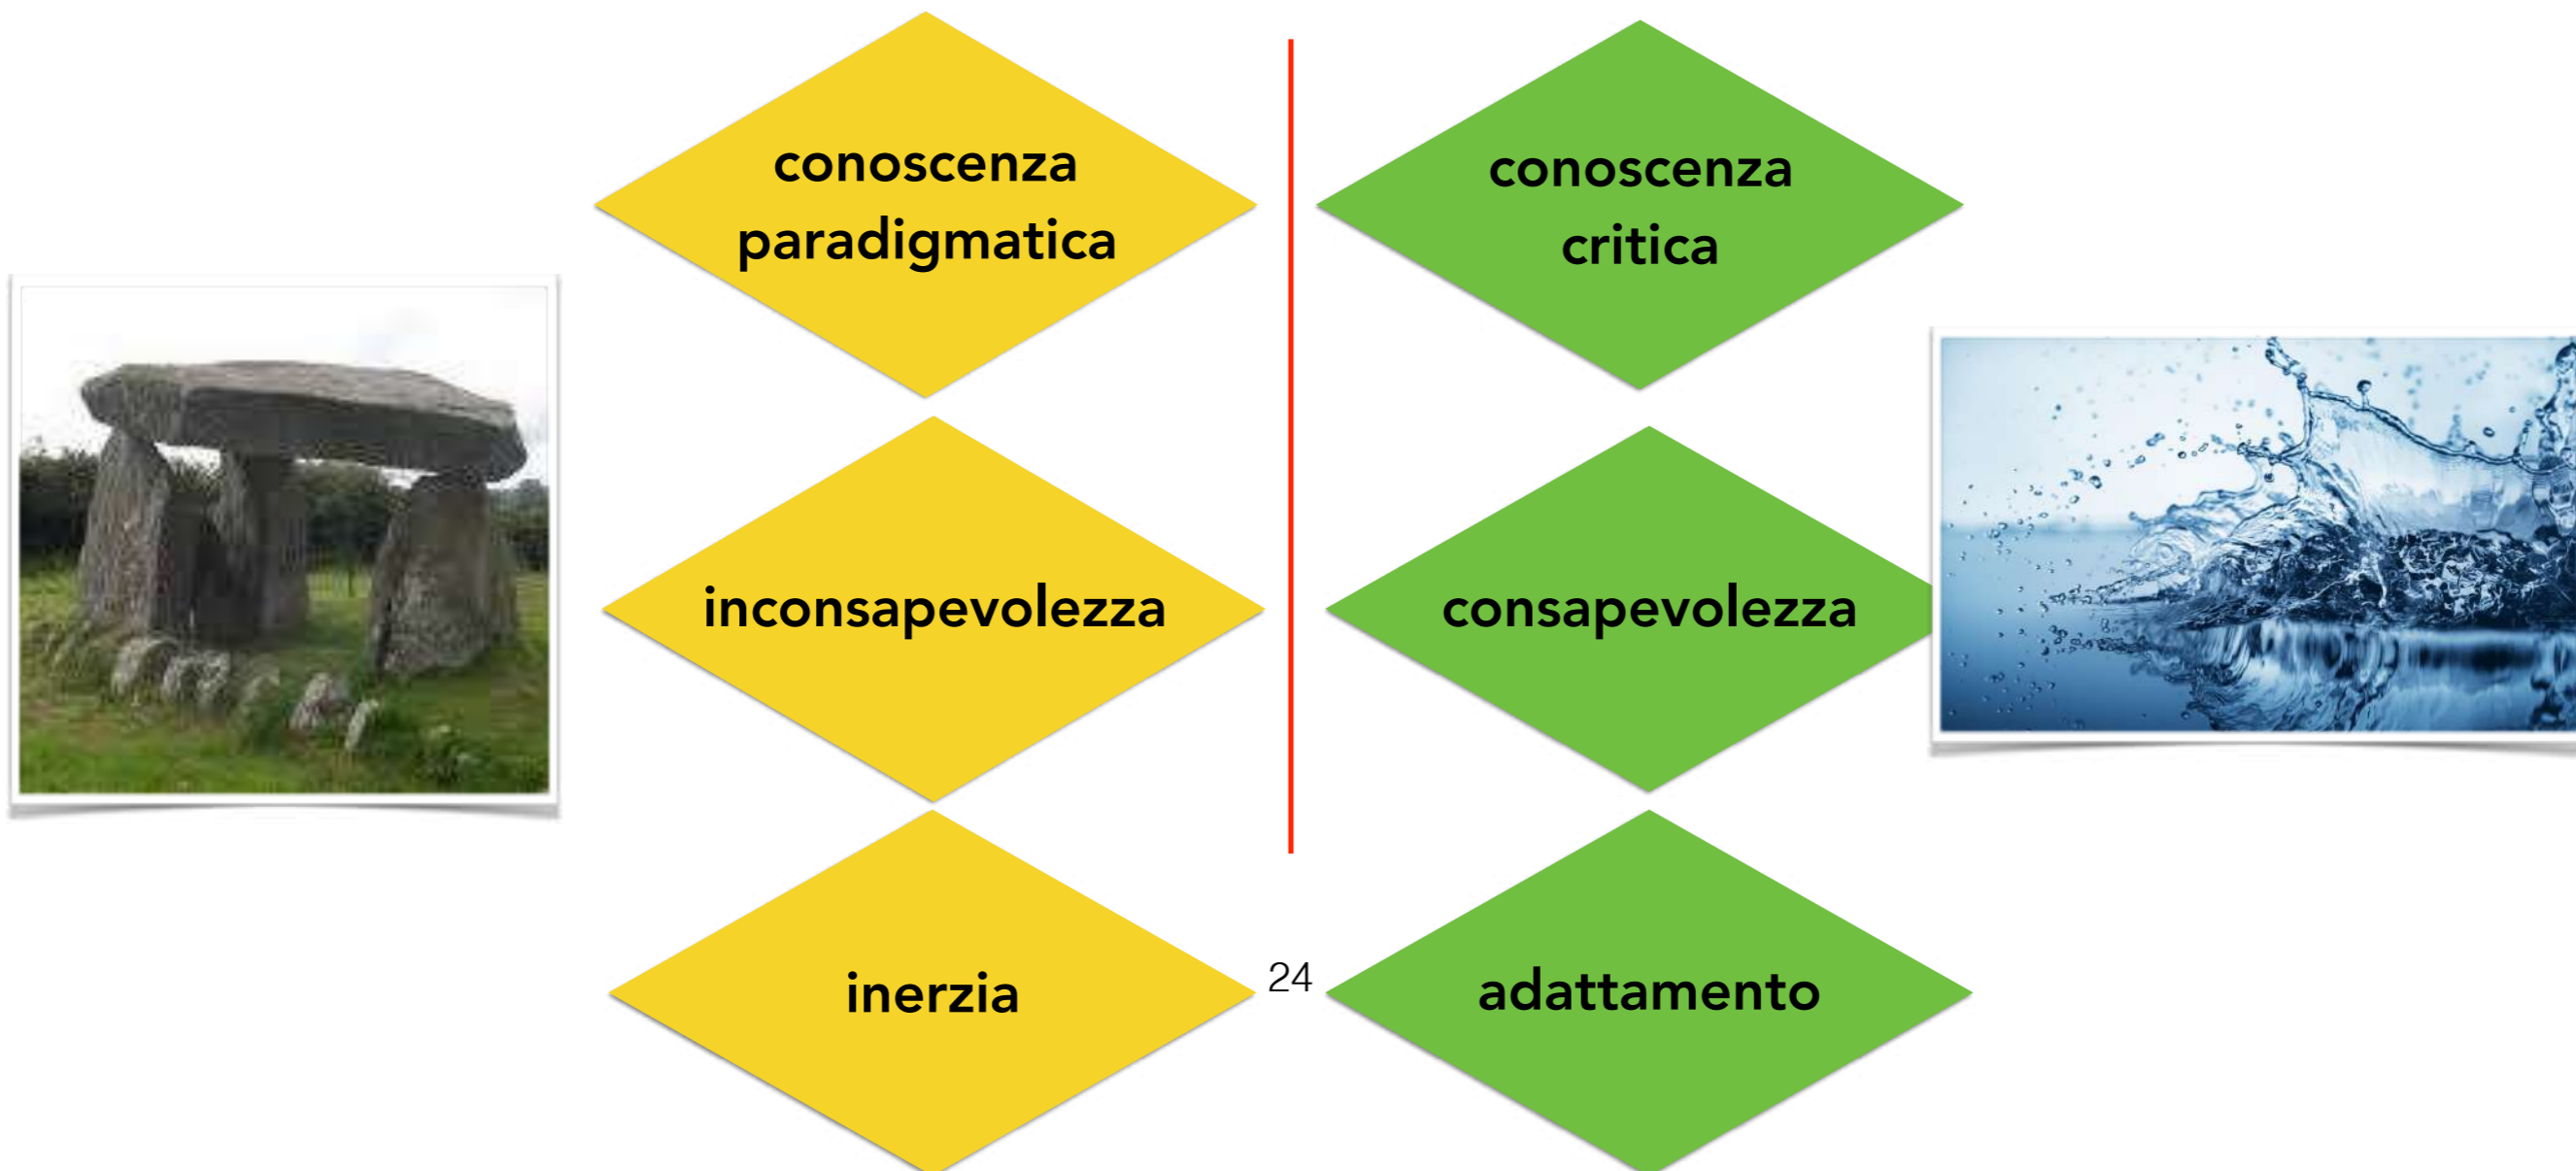 conoscenza
paradigmatica
conoscenza
critica
inconsapevolezza
consapevolezza
inerzia
24
adattamento